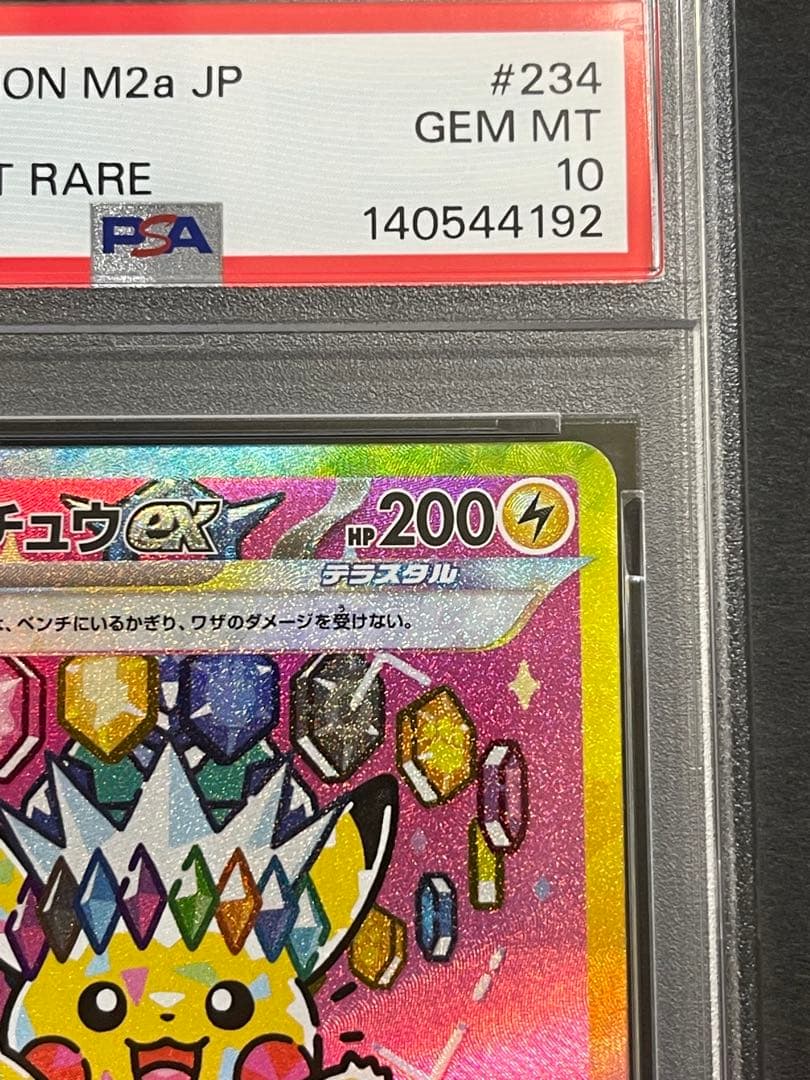 ON M2a JP #234
GEM MT
T RARE 10
PSA 140544192
チュウex HP200
テラスタル
、ベンチにいるかぎり、ワザのダメージを受けない。
う